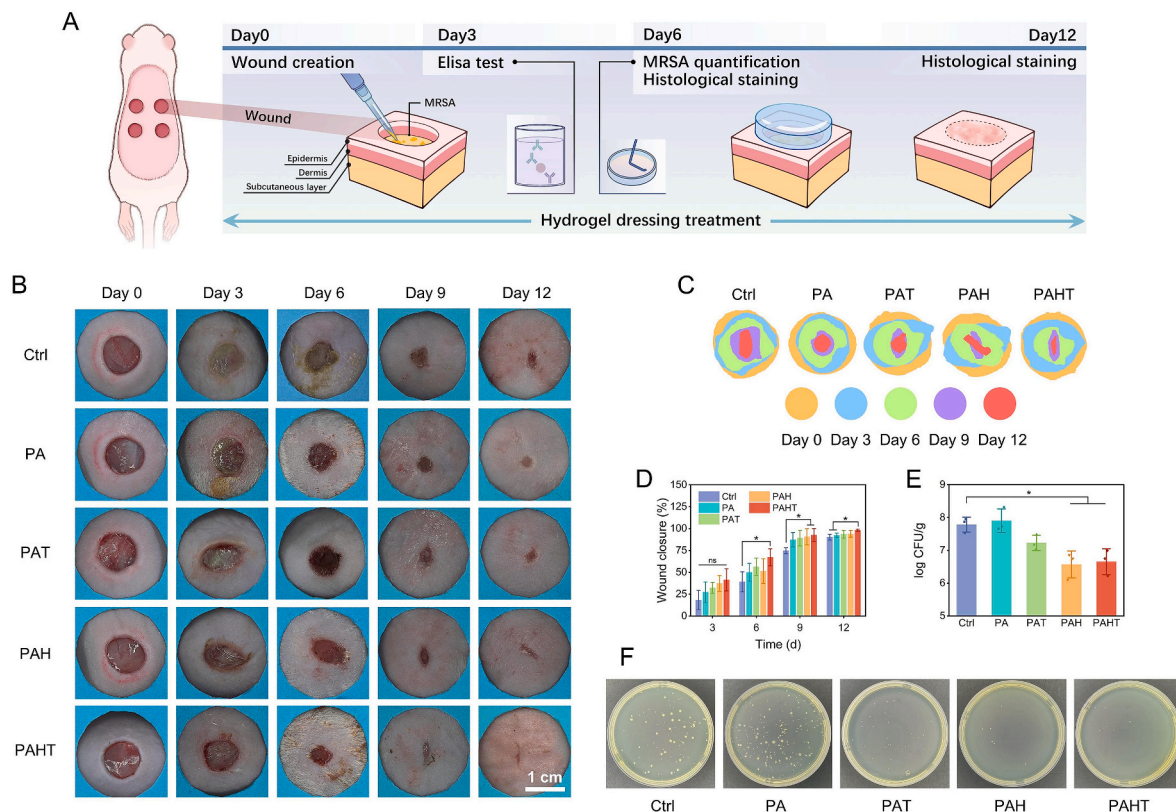 A
Day0 Day3 Day6 Day12
Wound creation Elisa test MRSA quantification Histological staining
Histological staining
MRSA
Wound
Epidermis
Dermis
Subcutaneous layer
Hydrogel dressing treatment
B
Day 0 Day 3 Day 6 Day 9 Day 12
Ctrl
PA
PAT
PAH
PAHT
1 cm
C
Ctrl PA PAT PAH PAHT
Day 0 Day 3 Day 6 Day 9 Day 12
D
Wound closure (%)
150
125
100
75
50
25
0
Ctrl PAH
PA PAHT
PAT
ns * * *
3 6 9 12
Time (d)
E
log CFU/g
9
8
7
6
5
*
Ctrl PA PAT PAH PAHT
F
Ctrl PA PAT PAH PAHT